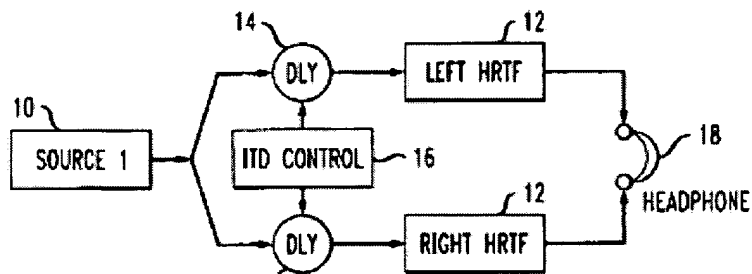 14
12
DLY
LEFT HRTF
10
SOURCE 1
ITD CONTROL
16
18
HEADPHONE
12
DLY
RIGHT HRTF